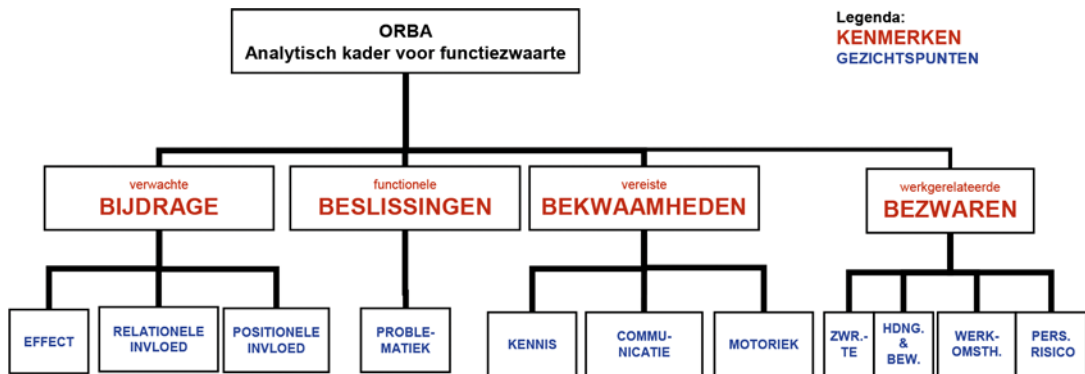 ORBA
Analytisch kader voor functiezwaarte
Legenda:
KENMERKEN
GEZICHTSPUNTEN
verwachte
BIJDRAGE
functionele
BESLISSINGEN
vereiste
BEKWAAMHEDEN
werkgerelateerde
BEZWAREN
EFFECT
RELATIONELE
INVLOED
POSITIONELE
INVLOED
PROBLE-
MATIEK
KENNIS
COMMU-
NICATIE
MOTORIEK
ZWR.-
TE
HDNG.
&
BEW.
WERK-
OMSTH.
PERS.
RISICO